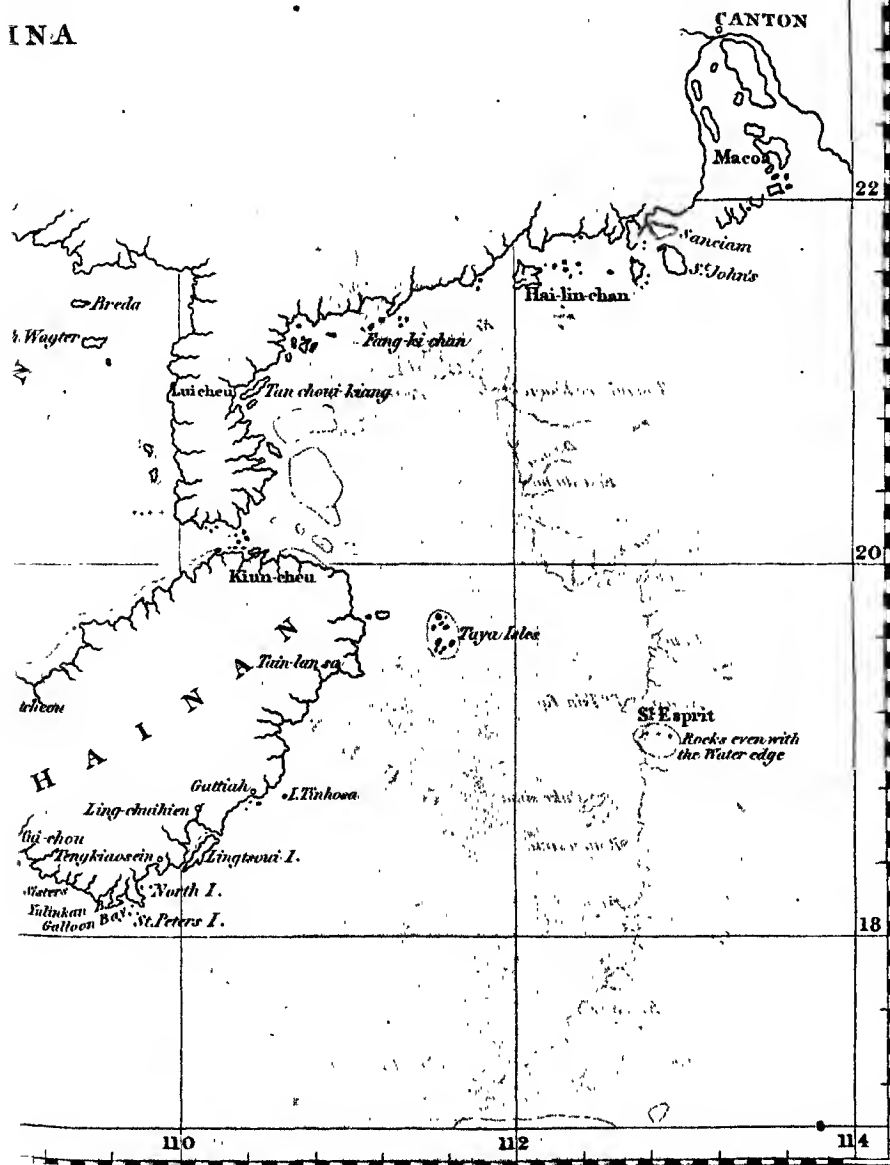 INA
CANTON
Macoa
22
Sanciam
St. John's
Hai-lin-chan
Breda
h. Wagter
Fang-ki-chan
Lui cheu
Tan choui-kiang
20
Kiun-cheu
Taya Isles
HAINAN
Tain-lan sa
St. Esprit
Rocks even with
the Water edge
Guttiah
I. Tinhosa
Ling-chuihien
Tengkiaosein
Lingtsoui I.
Sisters
North I.
Yulinkan B.
Galloon Bay
St. Peters I.
18
110
112
114